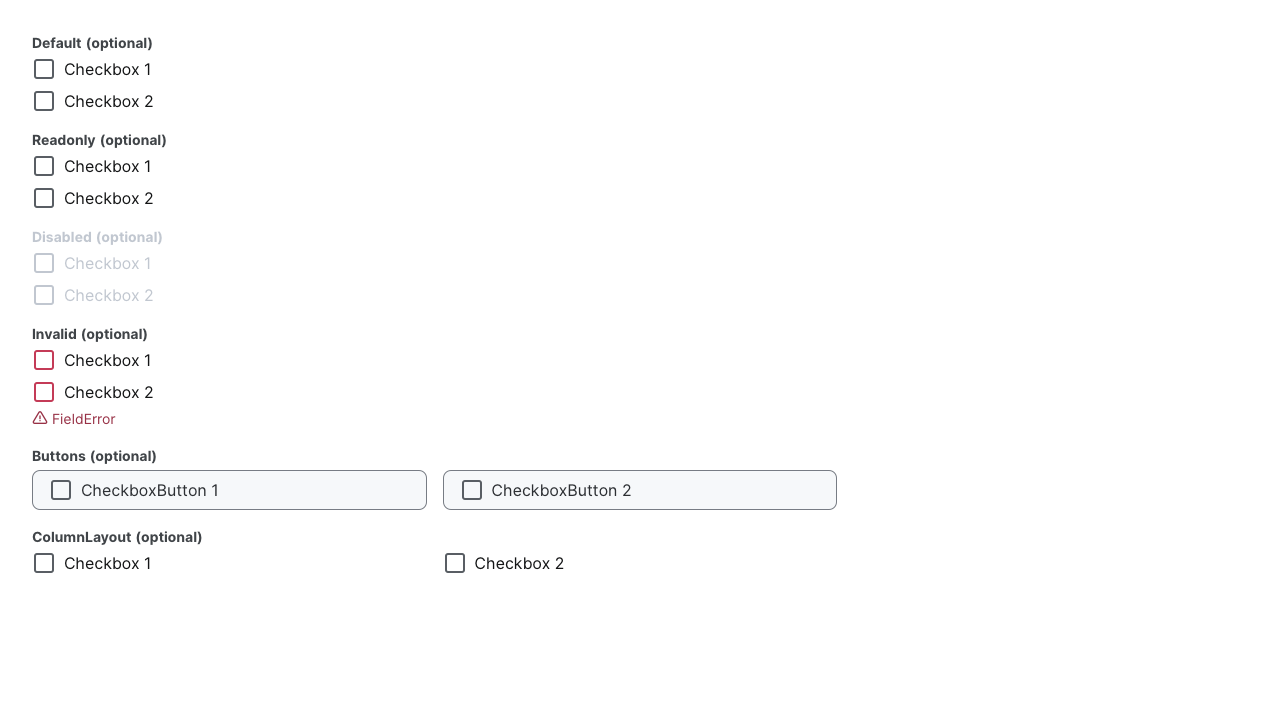 Default (optional)
Checkbox 1
Checkbox 2
Readonly (optional)
Checkbox 1
Checkbox 2
Disabled (optional)
Checkbox 1
Checkbox 2
Invalid (optional)
Checkbox 1
Checkbox 2
FieldError
Buttons (optional)
CheckboxButton 1 CheckboxButton 2
ColumnLayout (optional)
Checkbox 1 Checkbox 2